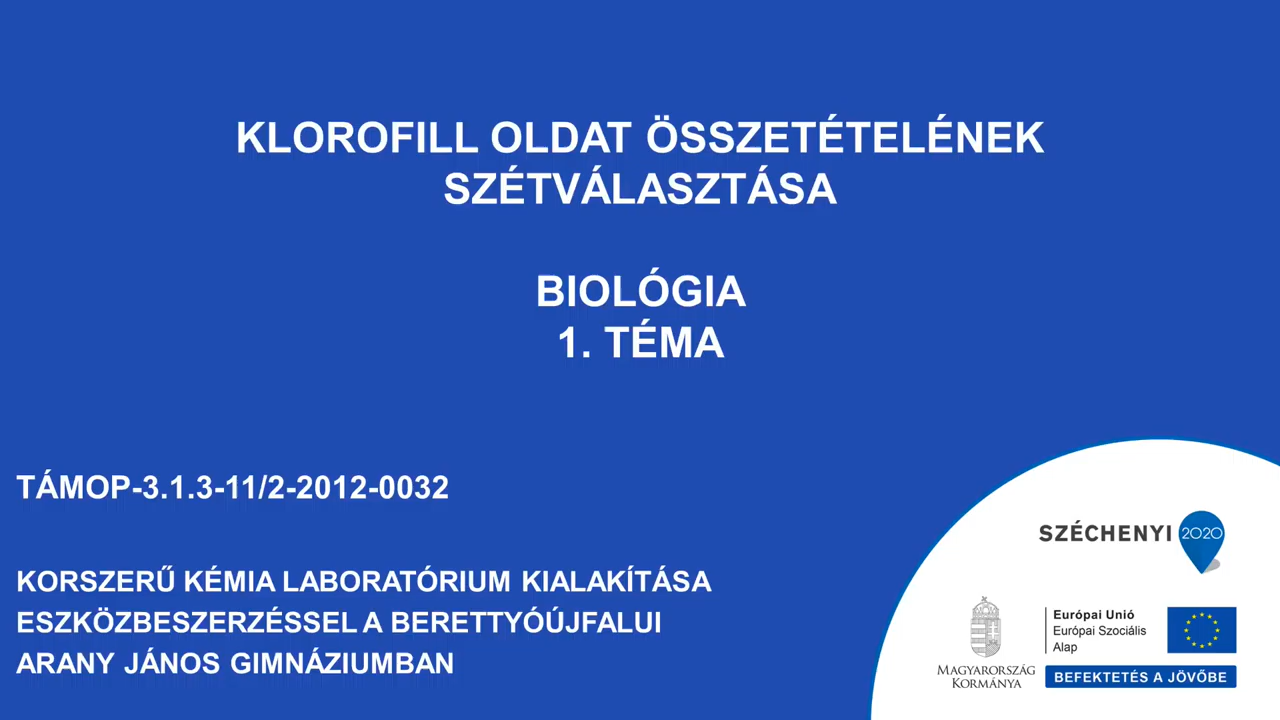 KLOROFILL OLDAT ÖSSZETÉTELÉNEK
SZÉTVÁLASZTÁSA
BIOLÓGIA
1. TÉMA
TÁMOP-3.1.3-11/2-2012-0032
KORSZERŰ KÉMIA LABORATÓRIUM KIALAKÍTÁSA
ESZKÖZBESZERZÉSSEL A BERETTYÓÚJFALUI
ARANY JÁNOS GIMNÁZIUMBAN
SZÉCHENYI 2020
MAGYARORSZÁG
KORMÁNYA
Európai Unió
Európai Szociális
Alap
BEFEKTETÉS A JÖVŐBE